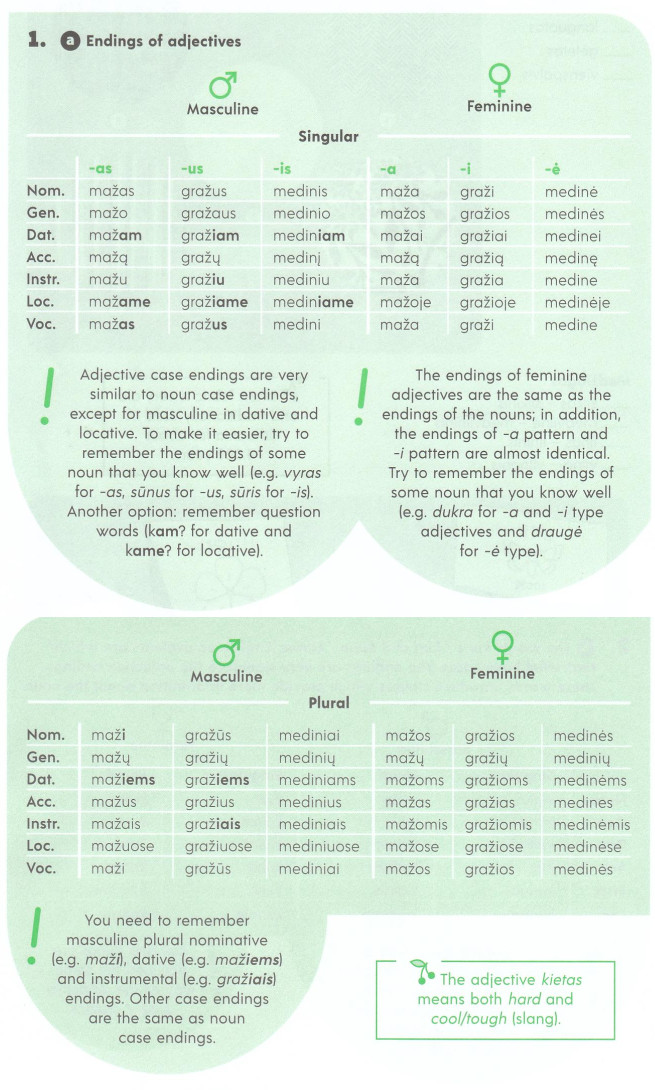 1. a Endings of adjectives
Masculine Feminine
Singular
-as -us -is -a -i -ė
Nom. mažas gražus medinis maža graži medinė
Gen. mažo gražaus medinio mažos gražios medinės
Dat. mažam gražiam mediniam mažai gražiai medinei
Acc. mažą gražų medinį mažą gražią medinę
Instr. mažu gražiu mediniu maža gražia medine
Loc. mažame gražiame mediniame mažoje gražioje medinėje
Voc. mažas gražus medini maža graži medine
! Adjective case endings are very
similar to noun case endings,
except for masculine in dative and
locative. To make it easier, try to
remember the endings of some
noun that you know well (e.g. vyras
for -as, sūnus for -us, sūris for -is).
Another option: remember question
words (kam? for dative and
kame? for locative).
! The endings of feminine
adjectives are the same as the
endings of the nouns; in addition,
the endings of -a pattern and
-i pattern are almost identical.
Try to remember the endings of
some noun that you know well
(e.g. dukra for -a and -i type
adjectives and draugė
for -ė type).
Masculine Feminine
Plural
Nom. maži gražūs mediniai mažos gražios medinės
Gen. mažų gražių medinių mažų gražių medinių
Dat. mažiems gražiems mediniams mažoms gražioms medinėms
Acc. mažus gražius medinius mažas gražias medines
Instr. mažais gražiais mediniais mažomis gražiomis medinėmis
Loc. mažuose gražiuose mediniuose mažose gražiose medinėse
Voc. maži gražūs mediniai mažos gražios medinės
! You need to remember
masculine plural nominative
(e.g. maži), dative (e.g. mažiems)
and instrumental (e.g. gražiais)
endings. Other case endings
are the same as noun
case endings.
The adjective kietas
means both hard and
cool/tough (slang).